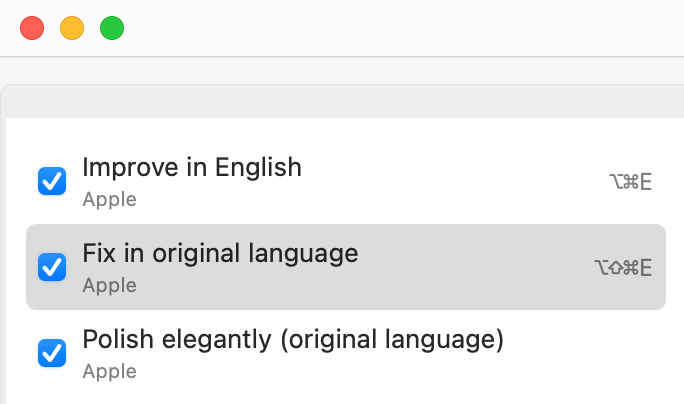 Improve in English
Apple
⌥⌘E
Fix in original language
Apple
⌥⇧⌘E
Polish elegantly (original language)
Apple